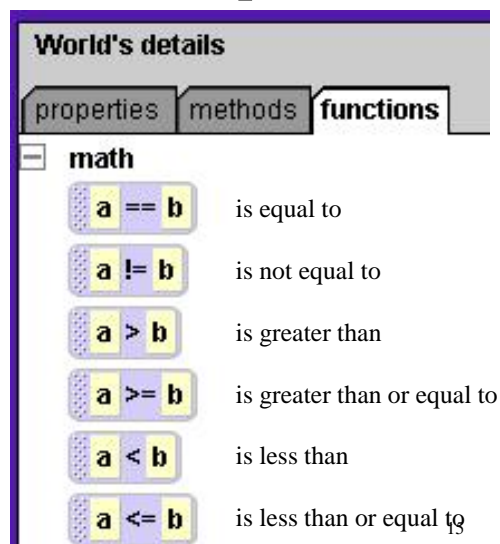 World's details
properties methods functions
math
a == b is equal to
a != b is not equal to
a > b is greater than
a >= b is greater than or equal to
a < b is less than
a <= b is less than or equal to
15